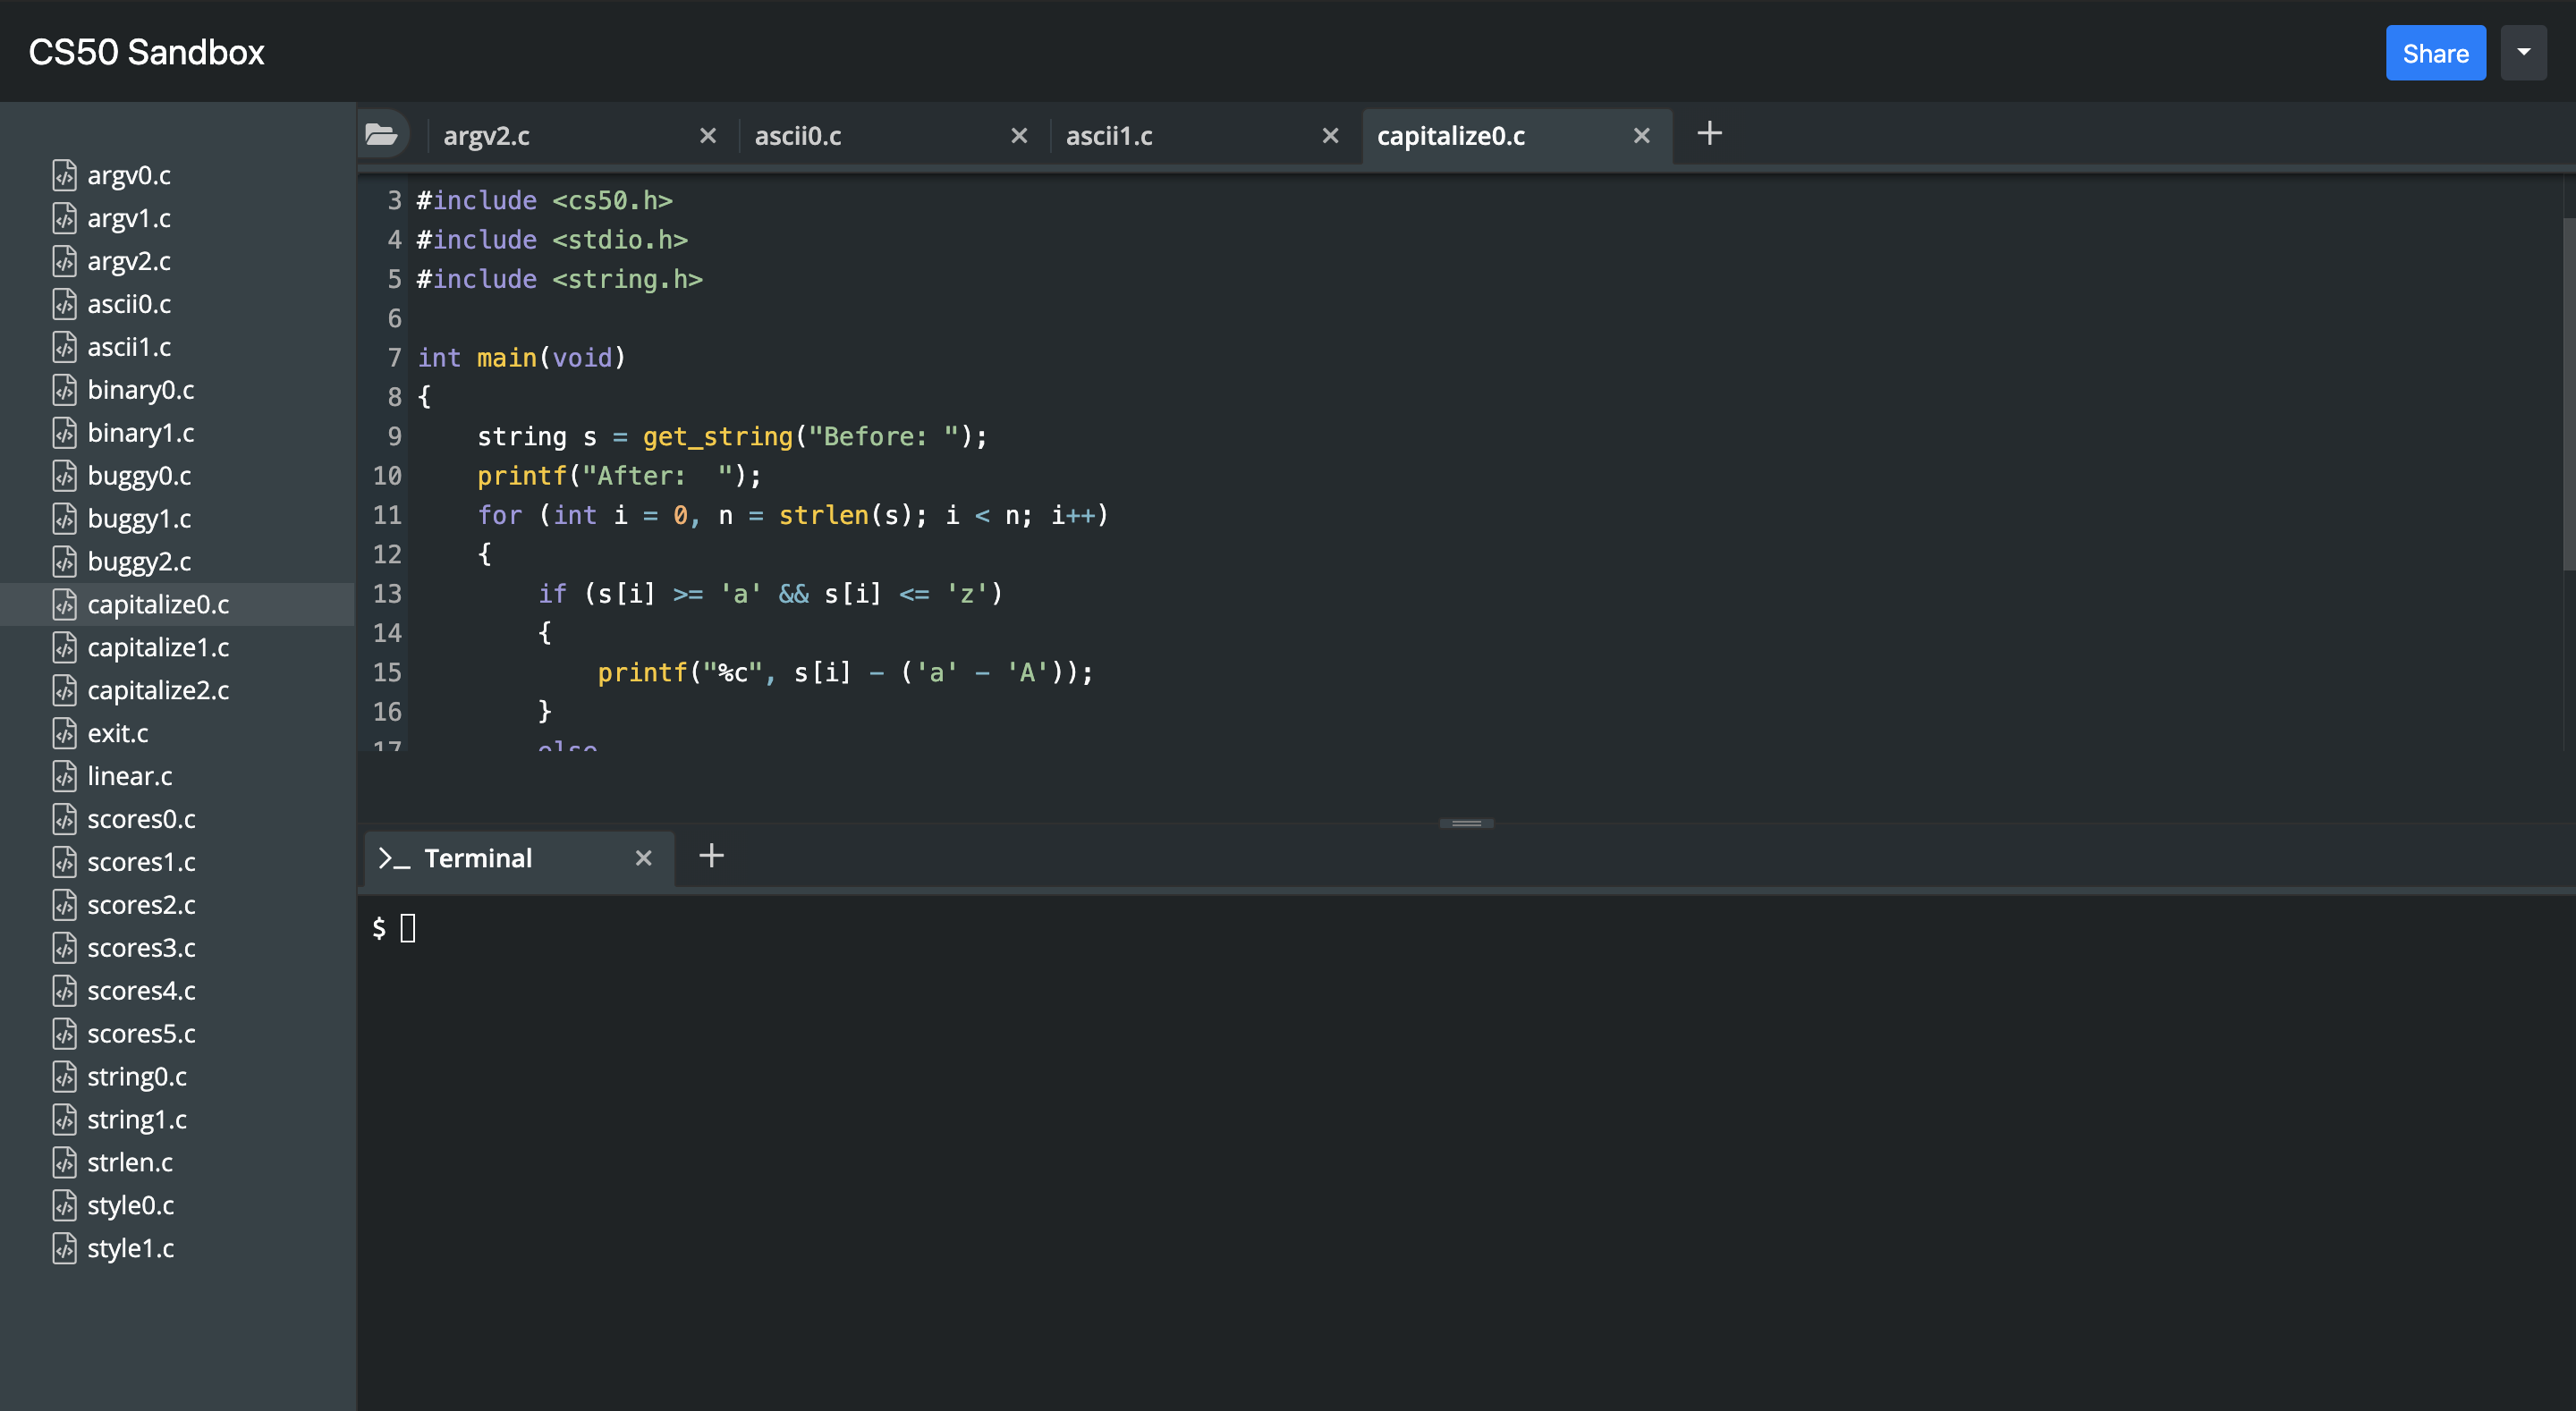 CS50 Sandbox
Share
argv0.c
argv1.c
argv2.c
ascii0.c
ascii1.c
binary0.c
binary1.c
buggy0.c
buggy1.c
buggy2.c
capitalize0.c
capitalize1.c
capitalize2.c
exit.c
linear.c
scores0.c
scores1.c
scores2.c
scores3.c
scores4.c
scores5.c
string0.c
string1.c
strlen.c
style0.c
style1.c
argv2.c × ascii0.c × ascii1.c × capitalize0.c × +
3 #include <cs50.h>
4 #include <stdio.h>
5 #include <string.h>
6
7 int main(void)
8 {
9     string s = get_string("Before: ");
10     printf("After:  ");
11     for (int i = 0, n = strlen(s); i < n; i++)
12     {
13         if (s[i] >= 'a' && s[i] <= 'z')
14         {
15             printf("%c", s[i] - ('a' - 'A'));
16         }
17         else
>_ Terminal × +
$